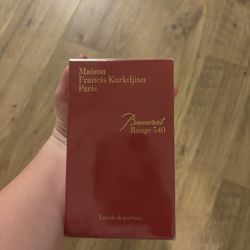 Maison
Francis Kurkdjian
Paris
Baccarat
Rouge 540
Extrait de parfum